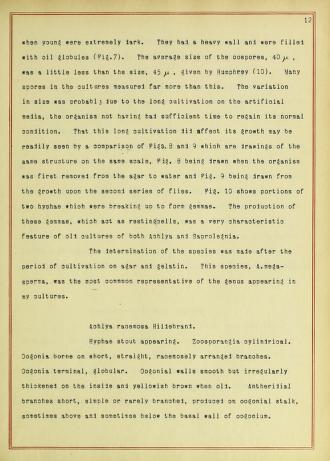 12
when young were extremely dark. They had a heavy wall and were filled
with oil globules (Fig.7). The average size of the oospores, 40 μ ,
was a little less than the size, 45 μ , given by Humphrey (10). Many
spores in the cultures measured far more than this. The variation
in size was probably due to the long cultivation on the artificial
media, the organism not having had sufficient time to regain its normal
condition. That this long cultivation did affect its growth may be
readily seen by a comparison of Figs. 8 and 9 which are drawings of the
same structure on the same scale, Fig. 8 being drawn when the organism
was first removed from the agar to water and Fig. 9 being drawn from
the growth upon the second series of flies. Fig. 10 shows portions of
two hyphae which were breaking up to form gemmae. The production of
these gemmae, which act as restingcells, was a very characteristic
feature of old cultures of both Achlya and Saprolegnia.
The determination of the species was made after the
period of cultivation on agar and gelatin. This species, A.mega-
sperma, was the most common representative of the genus appearing in
my cultures.
Achlya racemosa Hildebrand.
Hyphae stout appearing. Zoosporangia cylindrical.
Oogonia borne on short, straight, racemosely arranged branches.
Oogonia terminal, globular. Oogonial walls smooth but irregularly
thickened on the inside and yellowish brown when old. Antheridial
branches short, simple or rarely branched, produced on oogonial stalk,
sometimes above and sometimes below the basal wall of oogonium.